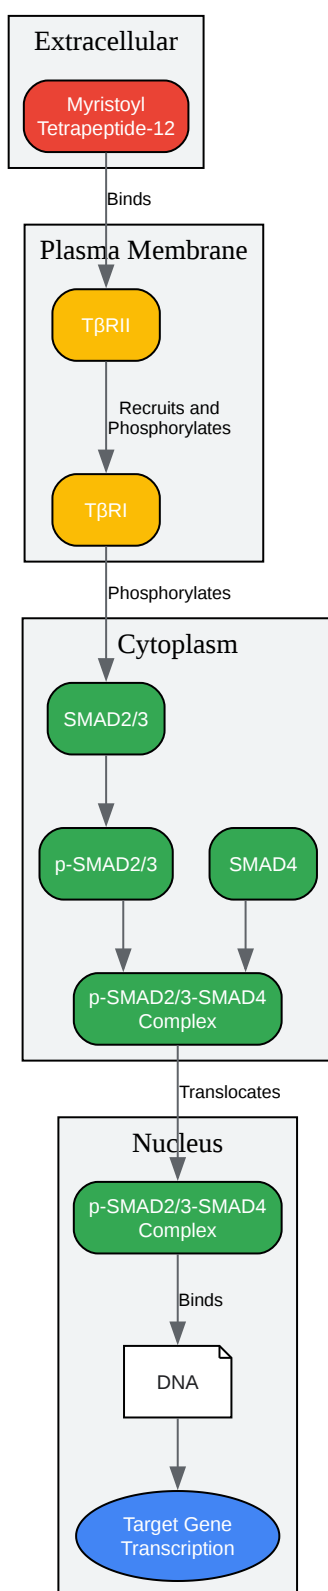 Extracellular
Myristoyl
Tetrapeptide-12
Binds
Plasma Membrane
TβRII
Recruits and
Phosphorylates
TβRI
Phosphorylates
Cytoplasm
SMAD2/3
p-SMAD2/3
SMAD4
p-SMAD2/3-SMAD4
Complex
Translocates
Nucleus
p-SMAD2/3-SMAD4
Complex
Binds
DNA
Target Gene
Transcription